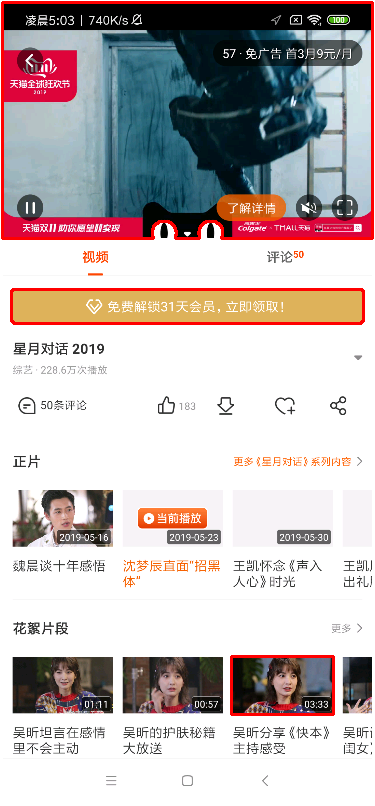 凌晨5:03 | 740K/s
100
57 · 免广告 首3月9元/月
天猫全球狂欢节
2019
了解详情
天猫双11 助你愿望11实现
Colgate × THALL天猫
视频
评论50
免费解锁31天会员，立即领取！
星月对话 2019
综艺 · 228.6万次播放
50条评论
183
正片
更多《星月对话》系列内容
2019-05-16
当前播放
2019-05-23
2019-05-30
魏晨谈十年感悟
沈梦辰直面“招黑
体”
王凯怀念《声入
人心》时光
王凯
出礼
花絮片段
更多
01:11
00:57
03:33
吴昕坦言在感情
里不会主动
吴昕的护肤秘籍
大放送
吴昕分享《快本》
主持感受
吴昕
闺女